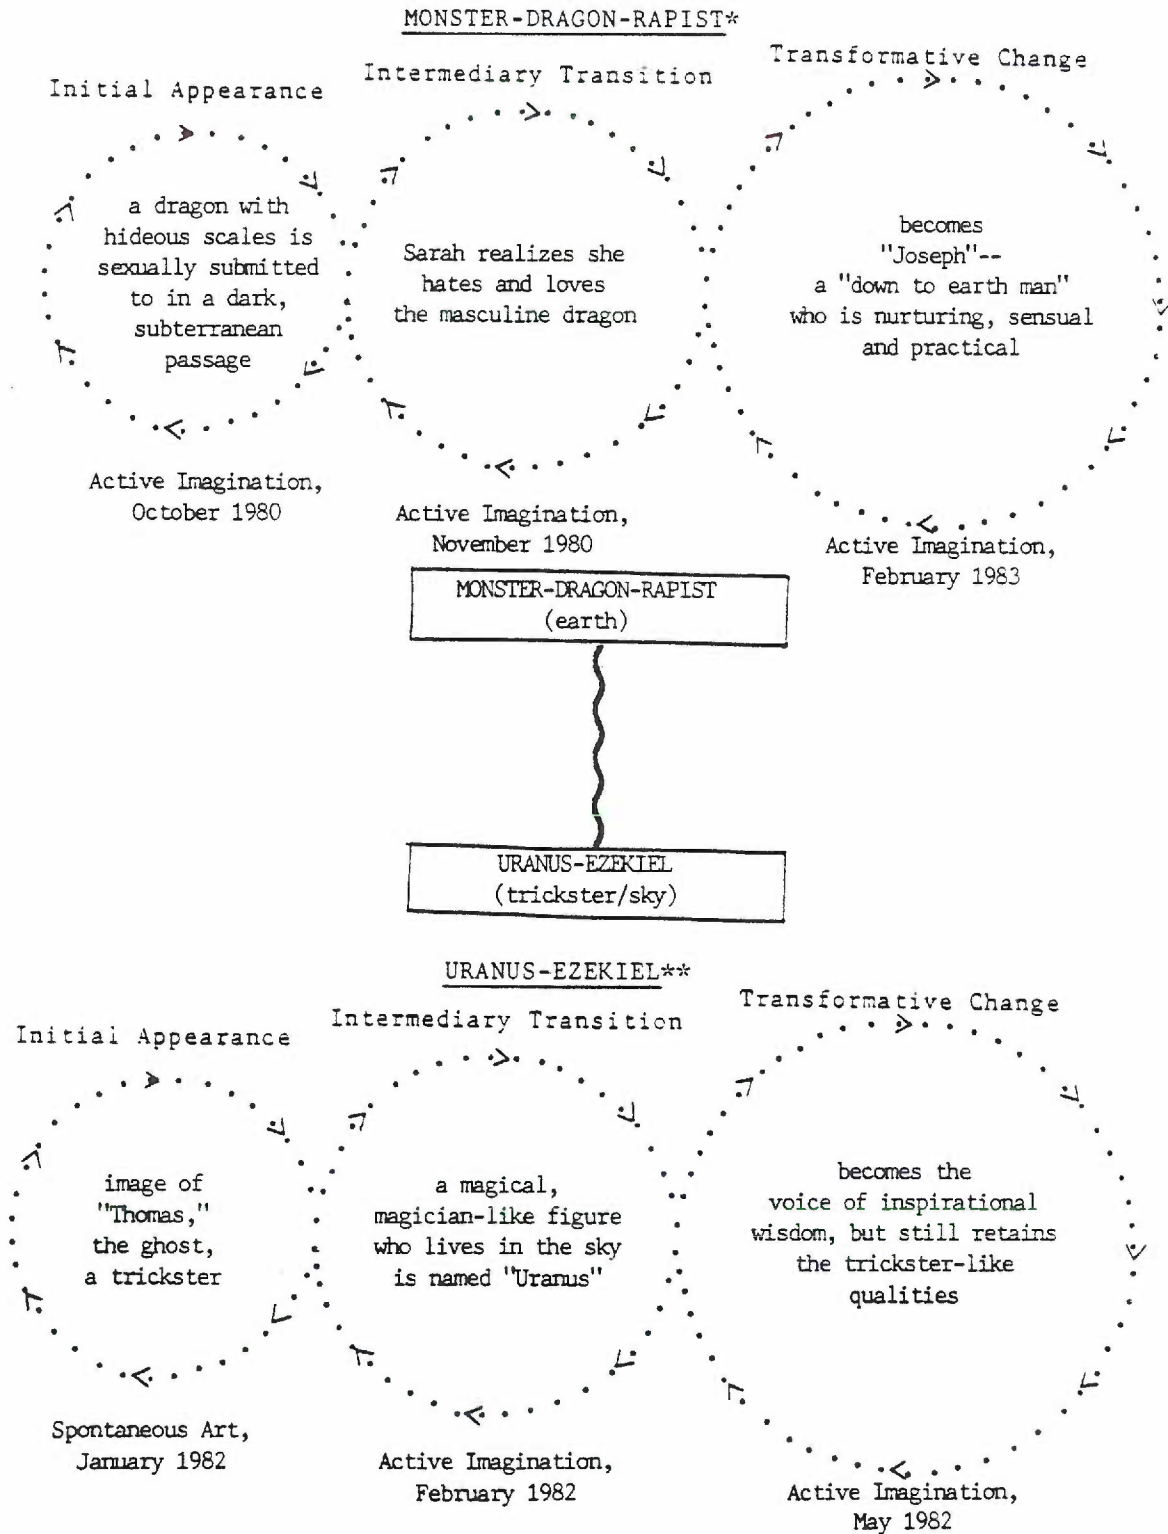 MONSTER-DRAGON-RAPIST*
Initial Appearance
Intermediary Transition
Transformative Change
a dragon with
hideous scales is
sexually submitted
to in a dark,
subterranean
passage
Sarah realizes she
hates and loves
the masculine dragon
becomes
"Joseph"--
a "down to earth man"
who is nurturing, sensual
and practical
Active Imagination,
October 1980
Active Imagination,
November 1980
Active Imagination,
February 1983
MONSTER-DRAGON-RAPIST
(earth)
URANUS-EZEKIEL
(trickster/sky)
URANUS-EZEKIEL**
Initial Appearance
Intermediary Transition
Transformative Change
image of
"Thomas,"
the ghost,
a trickster
a magical,
magician-like figure
who lives in the sky
is named "Uranus"
becomes the
voice of inspirational
wisdom, but still retains
the trickster-like
qualities
Spontaneous Art,
January 1982
Active Imagination,
February 1982
Active Imagination,
May 1982